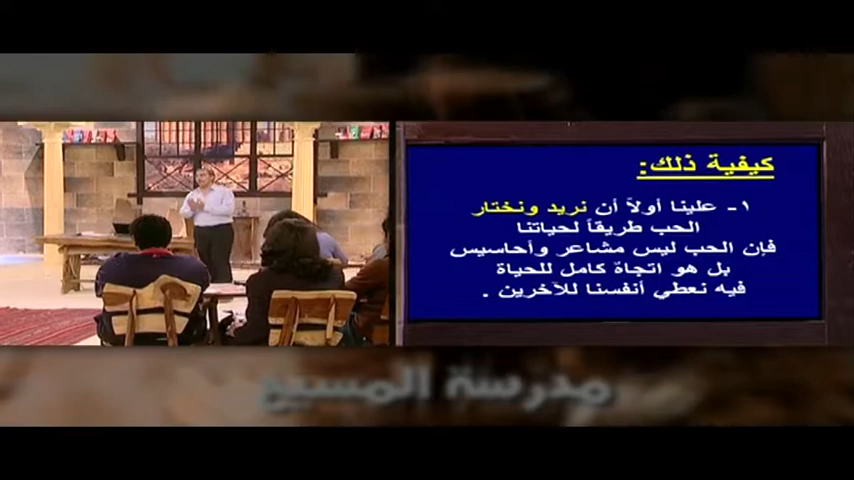 كيفية ذلك:
١- علينا أولاً أن نريد ونختار
الحب طريقاً لحياتنا
فإن الحب ليس مشاعر وأحاسيس
بل هو اتجاة كامل للحياة
فيه نعطي أنفسنا للآخرين .
مدرسة المسيح